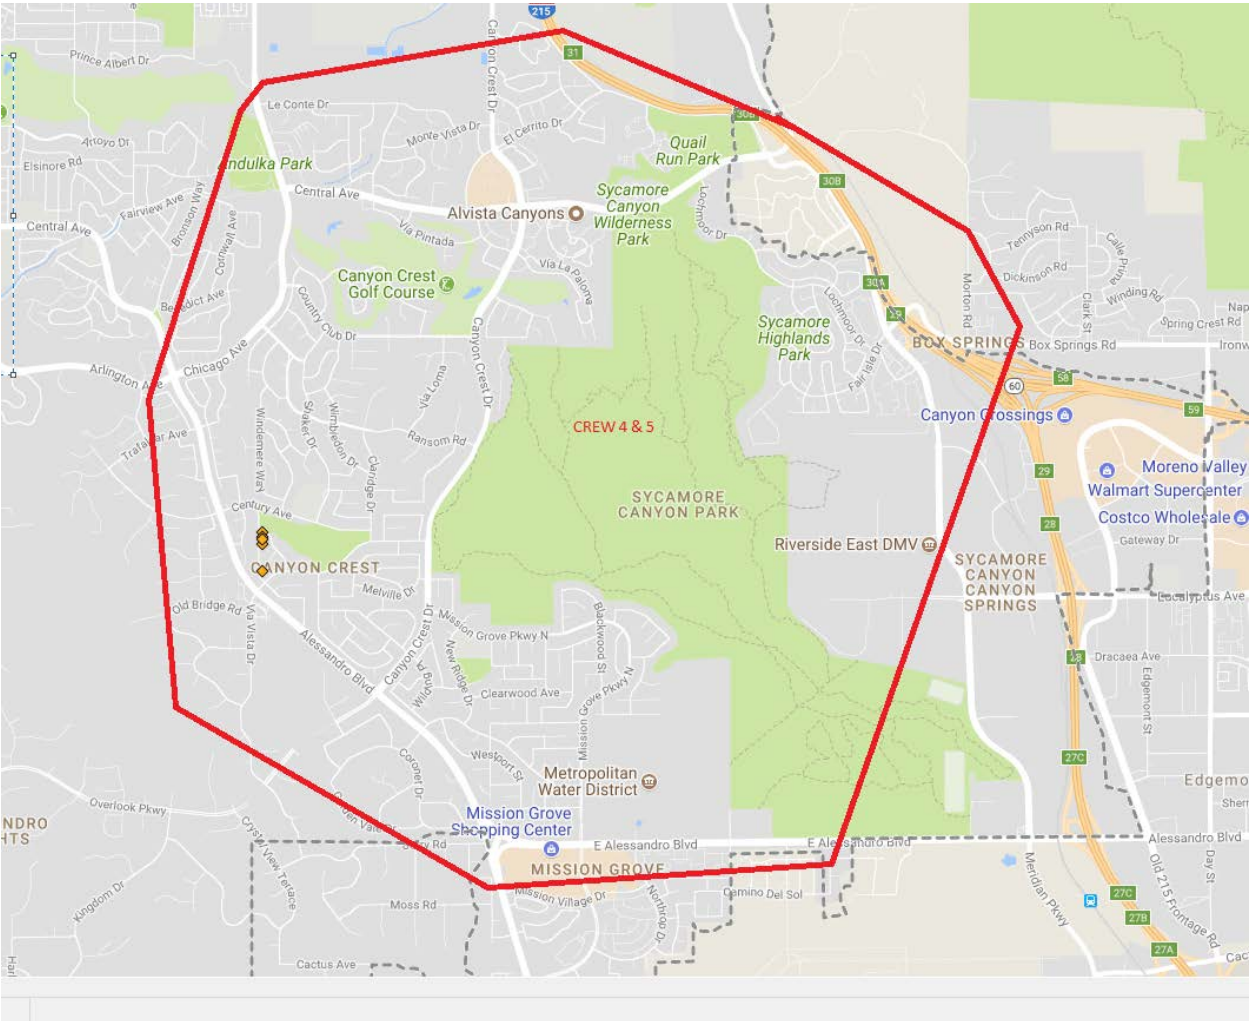 215
31
Prince Albert Dr
Canyon Crest Dr
Le Conte Dr
Monte Vista Dr
El Cerrito Dr
30B
Arroyo Dr
Elsinore Rd
Andulka Park
Quail
Run Park
30B
Central Ave
Fairview Ave
Bronson Way
Cornwall Ave
Central Ave
Alvista Canyons
Sycamore
Canyon
Wilderness
Park
Lochmoor Dr
Via Pintada
Tennyson Rd
Calle Prima
Canyon Crest
Golf Course
Via La Paloma
30A
Morton Rd
Dickinson Rd
Winding Rd
Benedict Ave
Country Club Dr
Clark St
29
Sycamore
Highlands
Park
Lochmoor Dr
Fair Isle Dr
Spring Crest Rd
BOX SPRINGS
Box Springs Rd
Arlington Ave
Chicago Ave
Canyon Crest Dr
Via Loma
60
58
59
Windemere Way
Shaker Dr
Wimbledon Dr
CREW 4 & 5
Canyon Crossings
Trafalgar Ave
Ransom Rd
Claridge Dr
29
Moreno Valley
Walmart Supercenter
SYCAMORE
CANYON PARK
Century Ave
28
Costco Wholesale
Riverside East DMV
Gateway Dr
CANYON CREST
SYCAMORE
CANYON
SPRINGS
Melville Dr
Eucalyptus Ave
Old Bridge Rd
Via Vista Dr
Alessandro Blvd
Canyon Crest Dr
Mission Grove Pkwy N
Blackwood St
28
Dracaea Ave
New Ridge Dr
Edgemont St
Clearwood Ave
Mission Grove Pkwy N
Westport St
27C
Coronet Dr
Metropolitan
Water District
Overlook Pkwy
Mission Grove
Shopping Center
E Alessandro Blvd
E Alessandro Blvd
Alessandro Blvd
Crystal View Terrace
MISSION GROVE
Day St
Kingdom Dr
Moss Rd
Mission Village Dr
Northrop Dr
Camino Del Sol
Meridian Pkwy
27C
27B
27A
Old 215 Frontage Rd
Cactus Ave